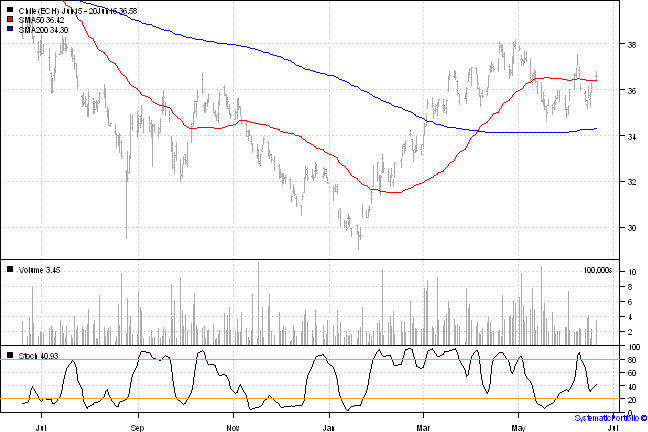 Chile (ECH) Jun15 - 20Jun16 36.58
SMA50 36.42
SMA200 34.30
38
36
34
32
30
Volume 3.45
100,000s
10
8
6
4
2
Stoch 40.93
100
80
60
40
20
0
Jul Sep Nov Jan Mar May Jul
SystematicPortfolio ©